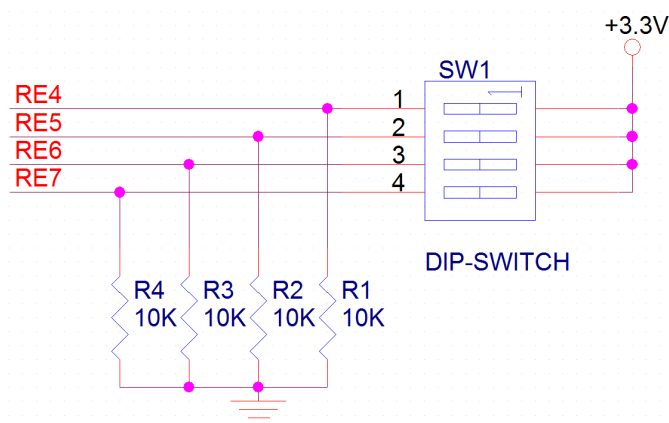 +3.3V
SW1
RE4 1
RE5 2
RE6 3
RE7 4
1
DIP-SWITCH
R4 R3 R2 R1
10K 10K 10K 10K